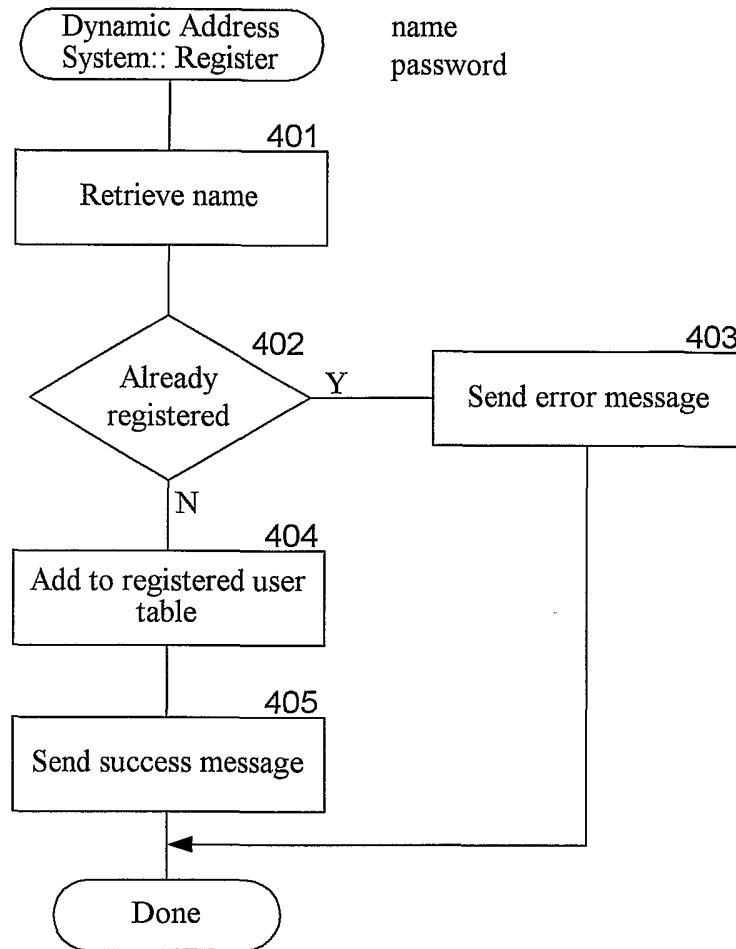 Dynamic Address
System:: Register
name
password
401
Retrieve name
402
Already
registered
Y
403
Send error message
N
404
Add to registered user
table
405
Send success message
Done